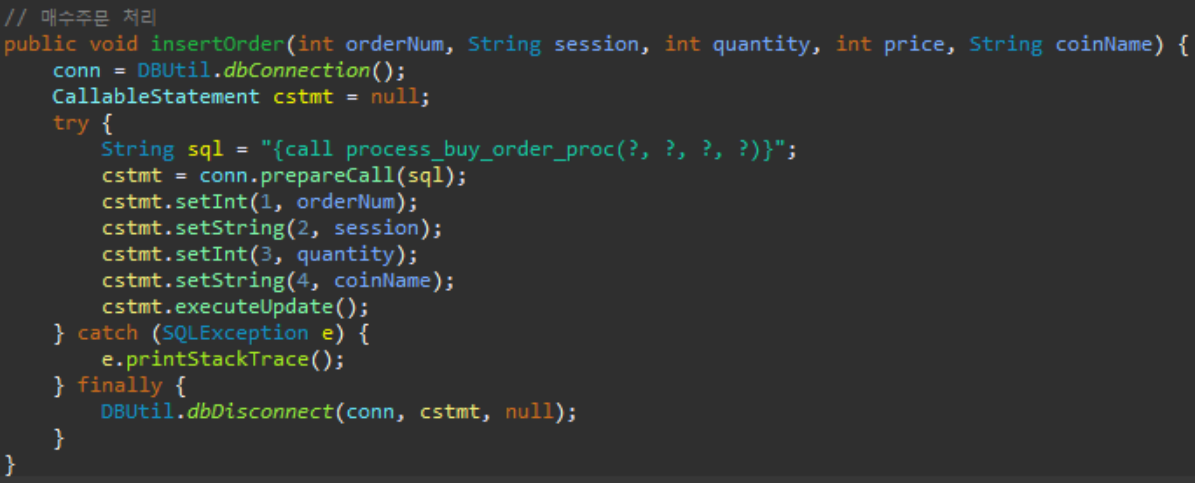 // 매수주문 처리
public void insertOrder(int orderNum, String session, int quantity, int price, String coinName) {
    conn = DBUtil.dbConnection();
    CallableStatement cstmt = null;
    try {
        String sql = "{call process_buy_order_proc(?, ?, ?, ?)}";
        cstmt = conn.prepareCall(sql);
        cstmt.setInt(1, orderNum);
        cstmt.setString(2, session);
        cstmt.setInt(3, quantity);
        cstmt.setString(4, coinName);
        cstmt.executeUpdate();
    } catch (SQLException e) {
        e.printStackTrace();
    } finally {
        DBUtil.dbDisconnect(conn, cstmt, null);
    }
}